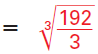 = ∛(192/3)